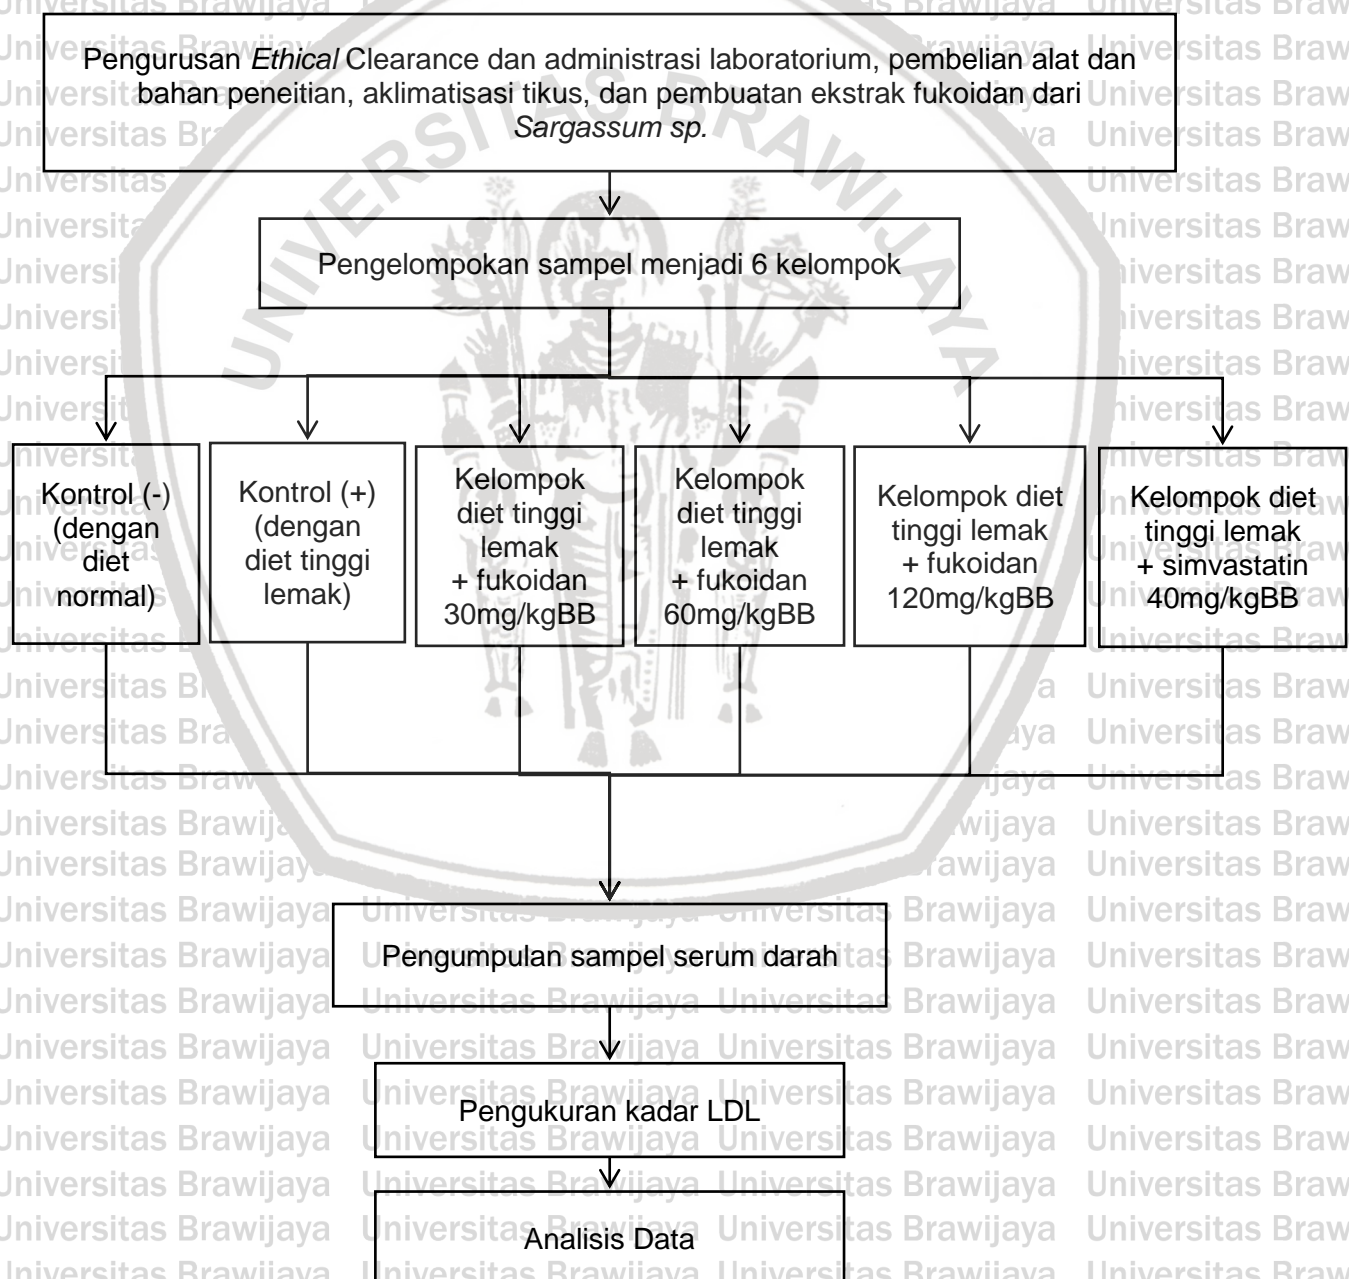 Pengurusan Ethical Clearance dan administrasi laboratorium, pembelian alat dan
bahan peneitian, aklimatisasi tikus, dan pembuatan ekstrak fukoidan dari
Sargassum sp.
Pengelompokan sampel menjadi 6 kelompok
Kontrol (-)
(dengan
diet
normal)
Kontrol (+)
(dengan
diet tinggi
lemak)
Kelompok
diet tinggi
lemak
+ fukoidan
30mg/kgBB
Kelompok
diet tinggi
lemak
+ fukoidan
60mg/kgBB
Kelompok diet
tinggi lemak
+ fukoidan
120mg/kgBB
Kelompok diet
tinggi lemak
+ simvastatin
40mg/kgBB
Pengumpulan sampel serum darah
Pengukuran kadar LDL
Analisis Data
UNIVERSITAS BRAWIJAYA